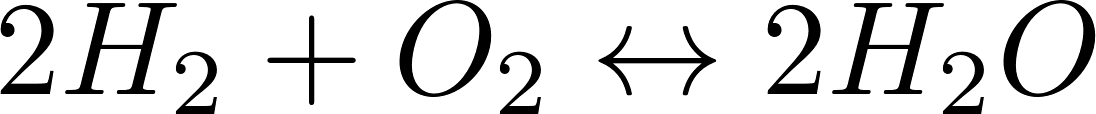 2H₂ + O₂ ↔ 2H₂O